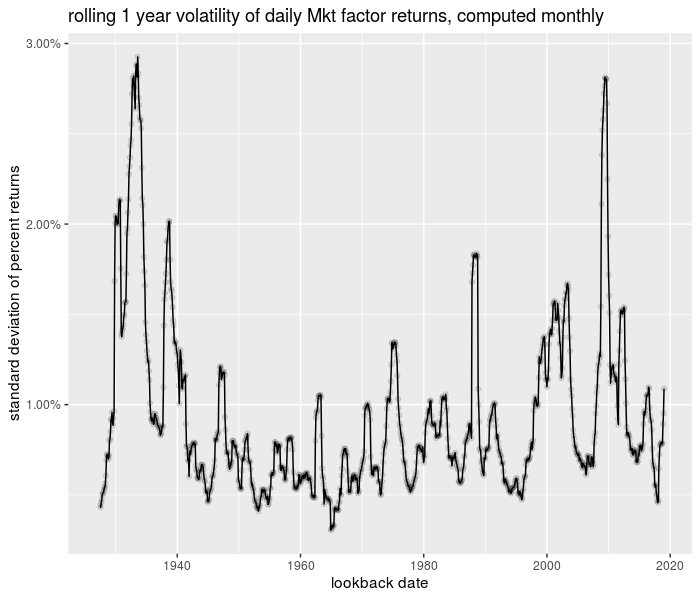 rolling 1 year volatility of daily Mkt factor returns, computed monthly
3.00%
2.00%
1.00%
standard deviation of percent returns
1940
1960
1980
2000
2020
lookback date